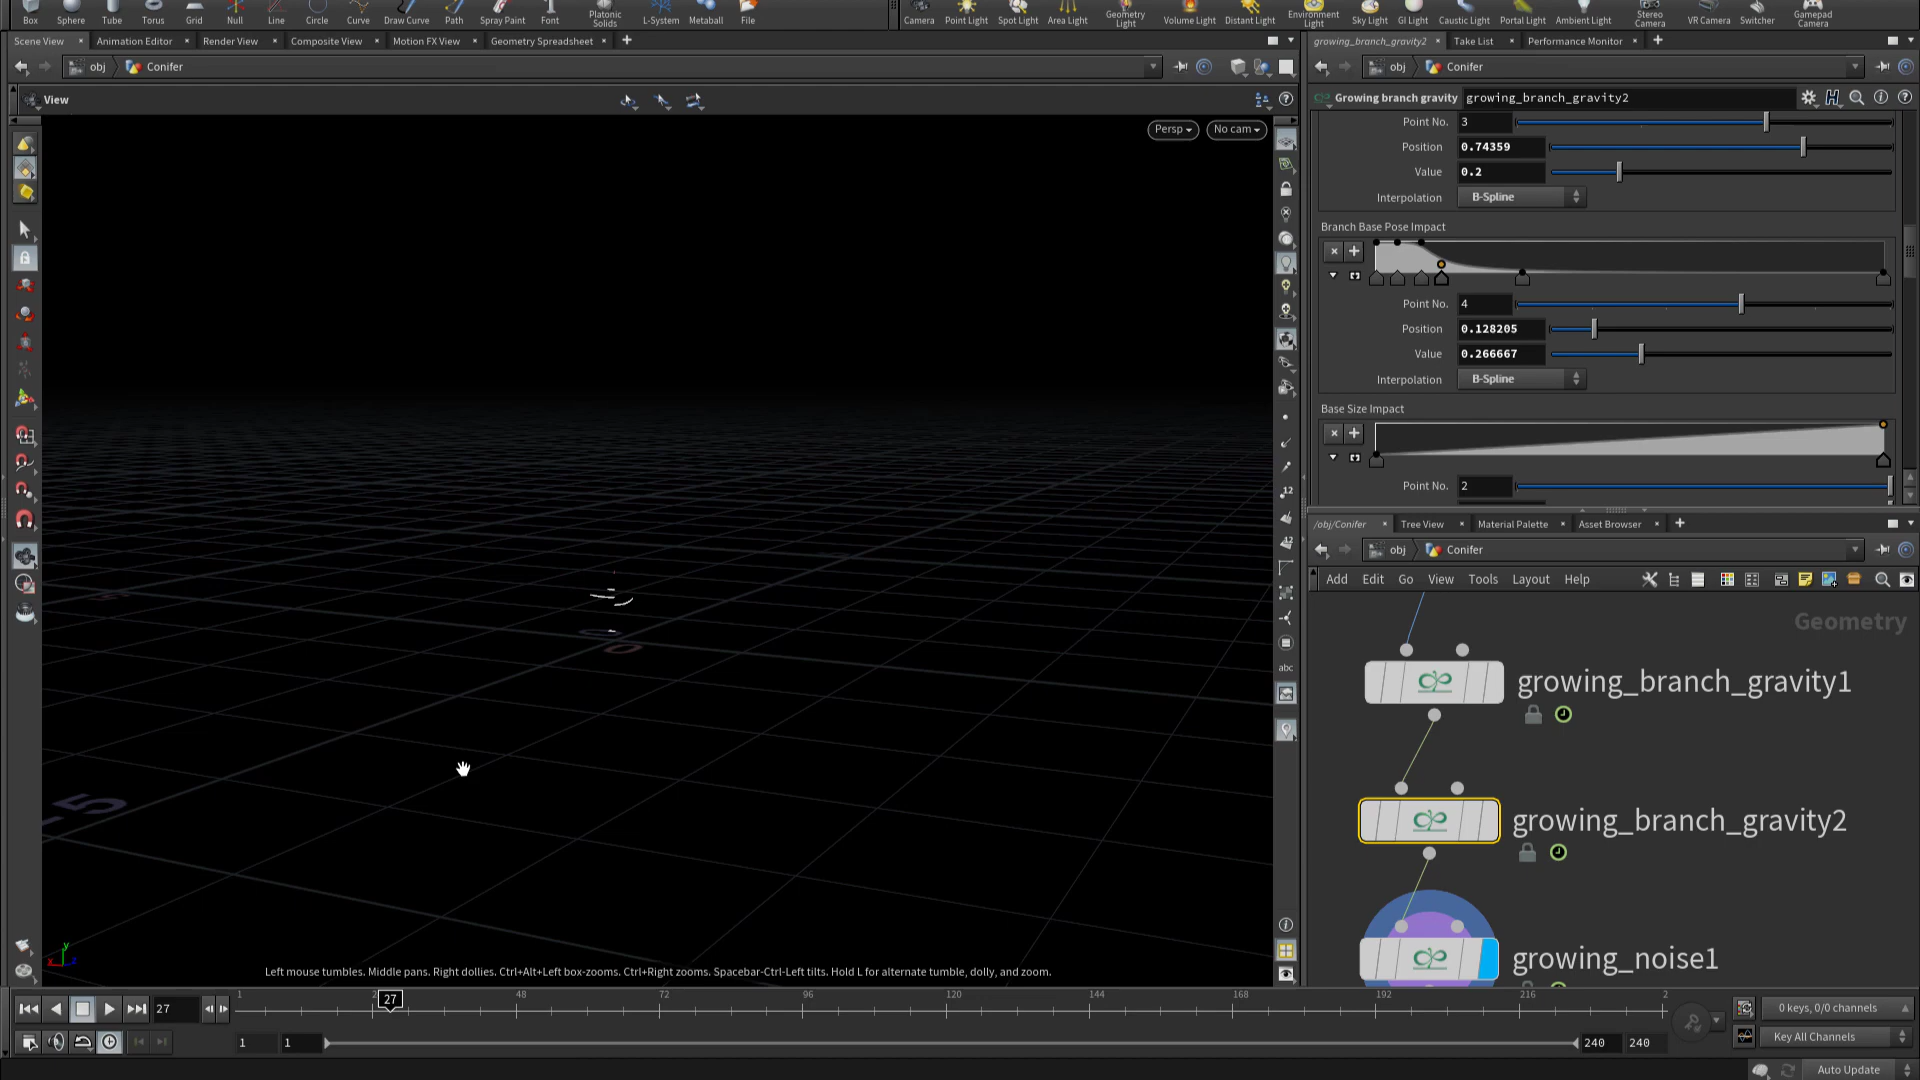 Box Sphere Tube Torus Grid Null Line Circle Curve Draw Curve Path Spray Paint Font Platonic Solids L-System Metaball File
Camera Point Light Spot Light Area Light Geometry Light Volume Light Distant Light Environment Light Sky Light GI Light Caustic Light Portal Light Ambient Light Stereo Camera VR Camera Switcher Gamepad Camera
Scene View Animation Editor Render View Composite View Motion FX View Geometry Spreadsheet
growing_branch_gravity2 Take List Performance Monitor
obj Conifer
obj Conifer
View
Growing branch gravity growing_branch_gravity2
Persp No cam
Point No. 3
Position 0.74359
Value 0.2
Interpolation B-Spline
Branch Base Pose Impact
Point No. 4
Position 0.128205
Value 0.266667
Interpolation B-Spline
Base Size Impact
Point No. 2
/obj/Conifer Tree View Material Palette Asset Browser
obj Conifer
Add Edit Go View Tools Layout Help
Geometry
growing_branch_gravity1
growing_branch_gravity2
growing_noise1
12
12
abc
5
0
y
x z
Left mouse tumbles. Middle pans. Right dollies. Ctrl+Alt+Left box-zooms. Ctrl+Right zooms. Spacebar-Ctrl-Left tilts. Hold L for alternate tumble, dolly, and zoom.
27
1 2 27 48 72 96 120 144 168 192 216 2
0 keys, 0/0 channels
1 1 240 240
Key All Channels
Auto Update